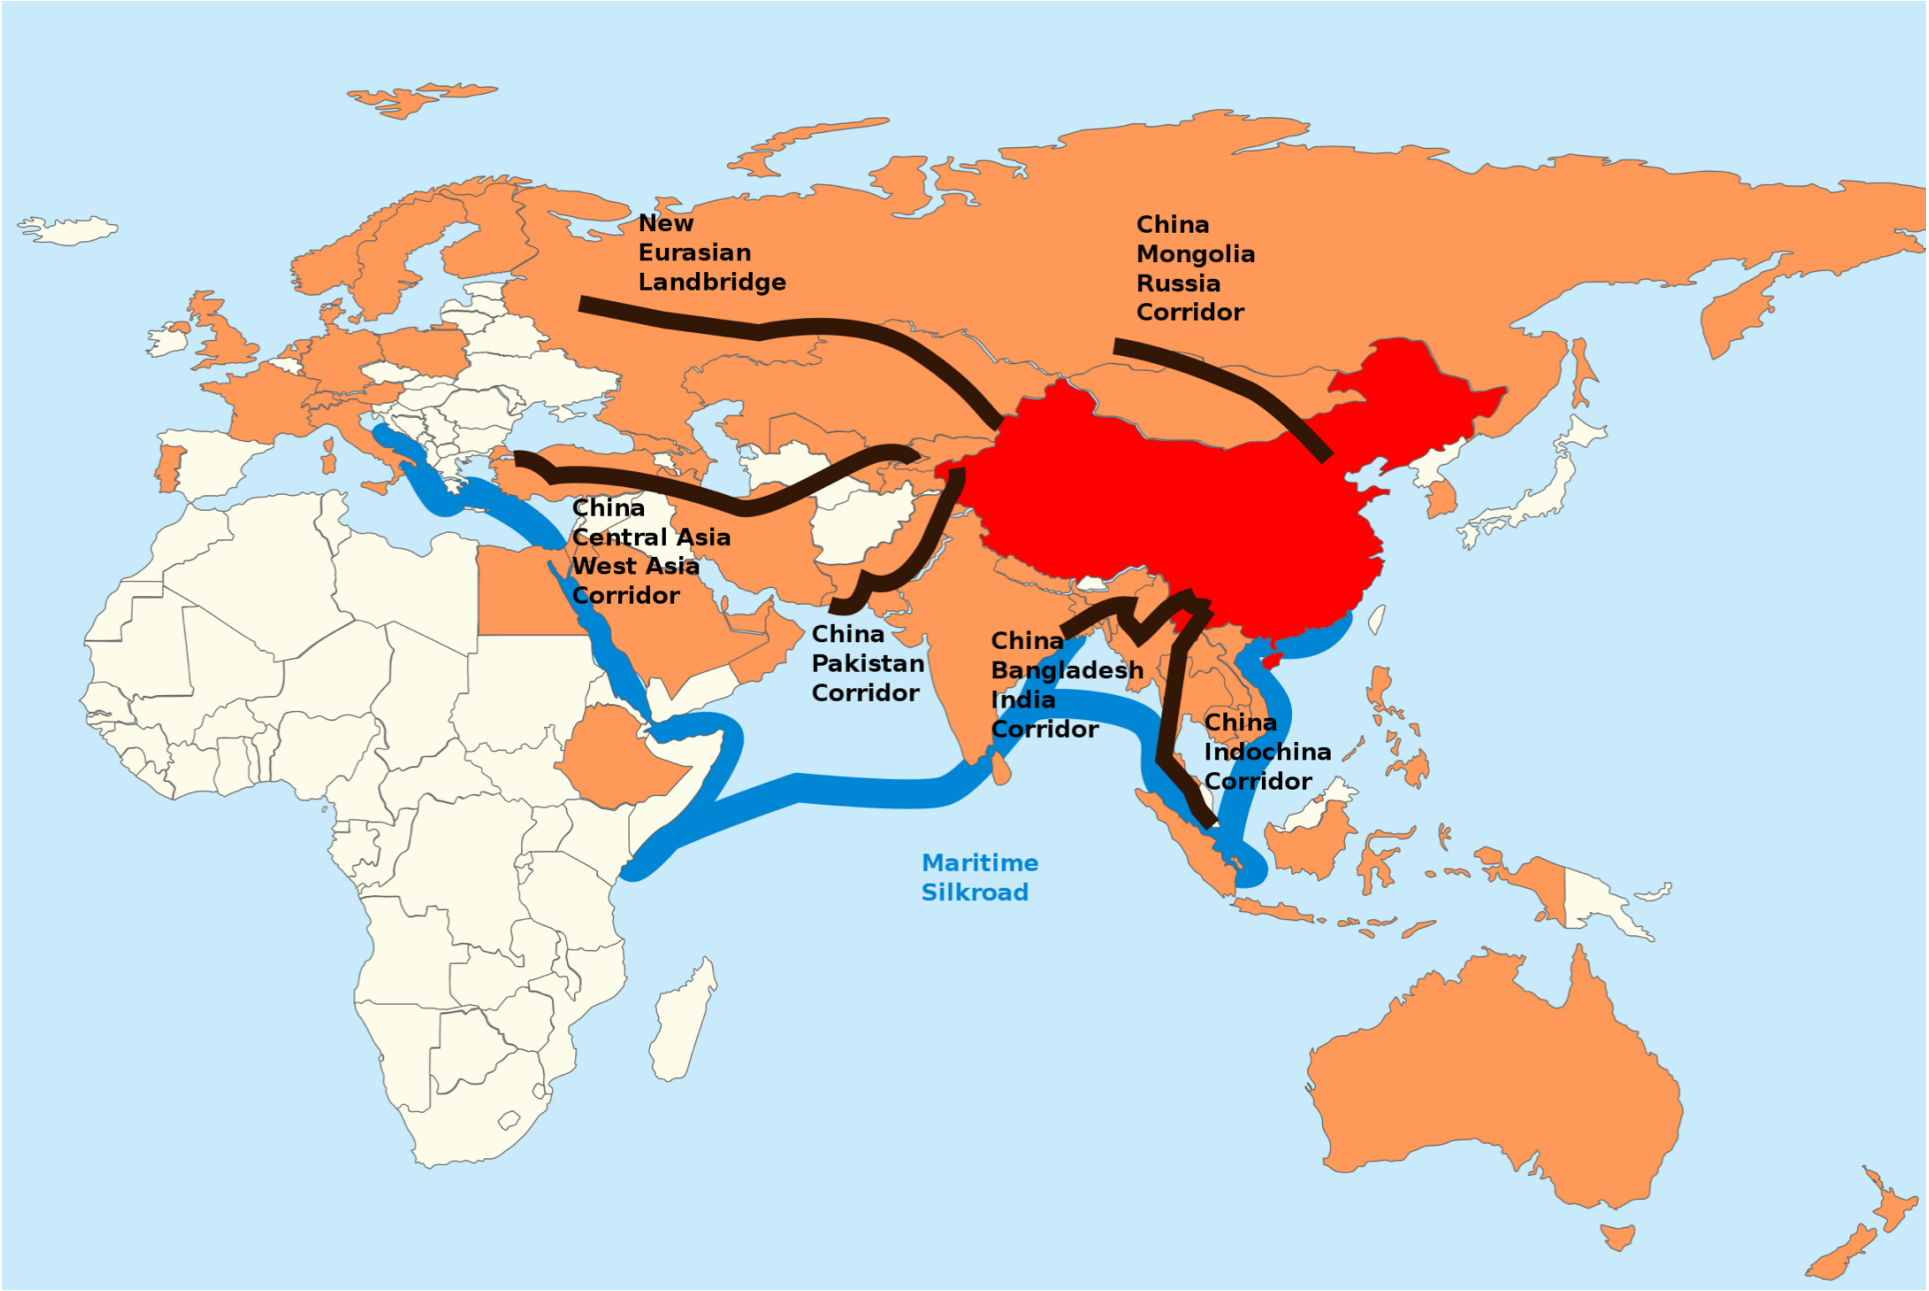 New
Eurasian
Landbridge
China
Mongolia
Russia
Corridor
China
Central Asia
West Asia
Corridor
China
Pakistan
Corridor
China
Bangladesh
India
Corridor
China
Indochina
Corridor
Maritime
Silkroad